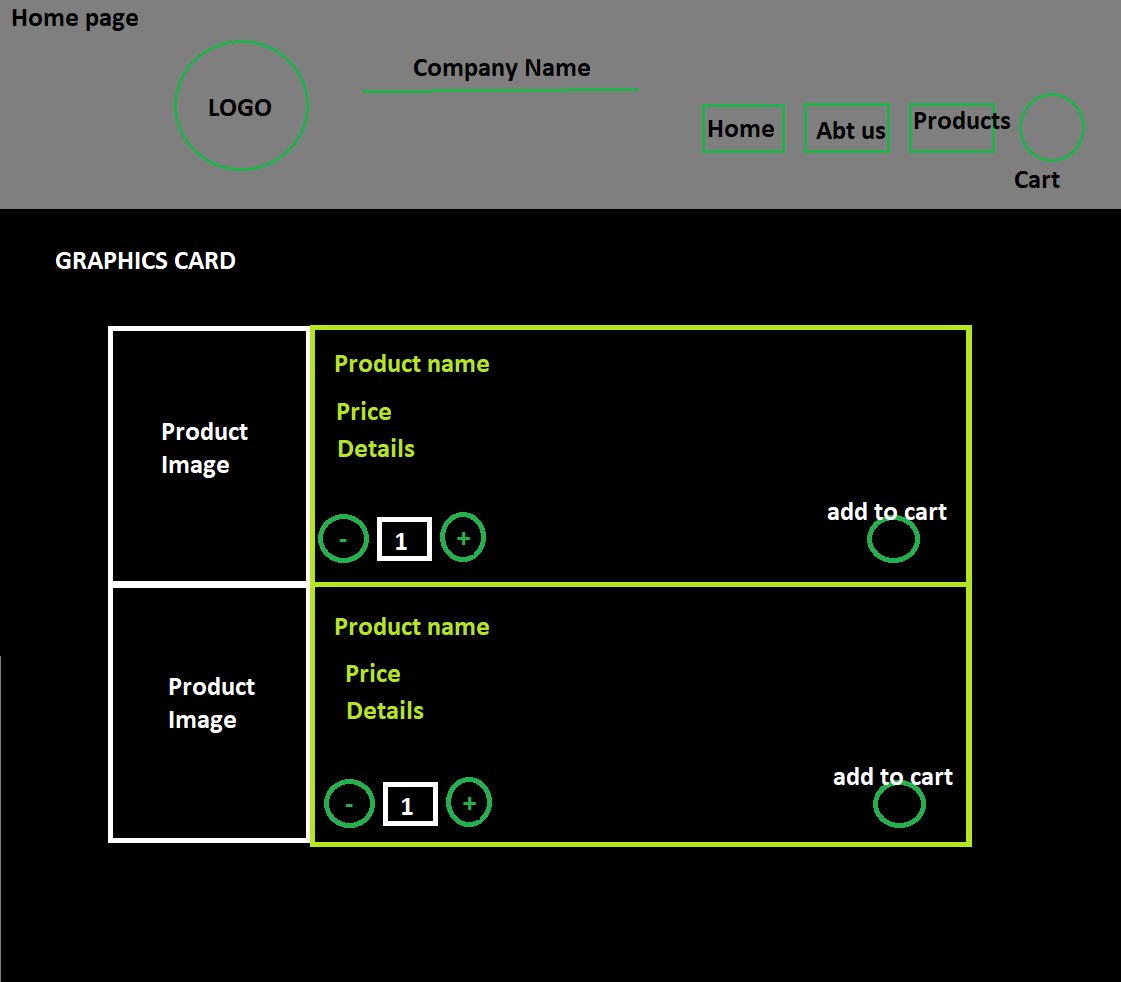 Home page
LOGO
Company Name
Home
Abt us
Products
Cart
GRAPHICS CARD
Product
Image
Product name
Price
Details
-
1
+
add to cart
Product
Image
Product name
Price
Details
-
1
+
add to cart